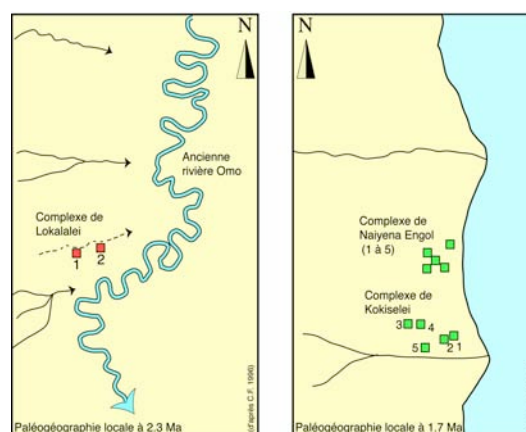 N
Ancienne
rivière Omo
Complexe de
Lokalalei
1
2
Paléogéographie locale à 2.3 Ma
(d'après C.F. 1996)
N
Complexe de
Naiyena Engol
(1 à 5)
Complexe de
Kokiselei
3
4
5
2
1
Paléogéographie locale à 1.7 Ma